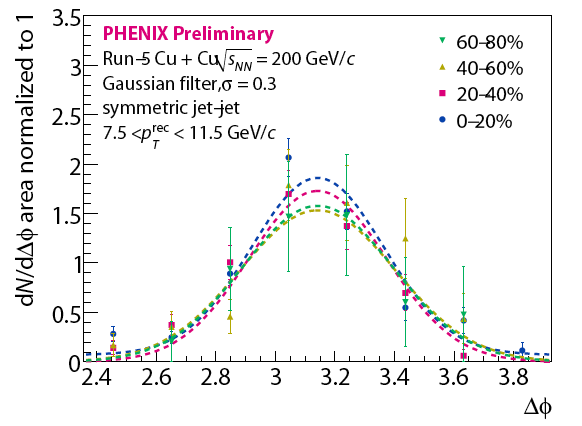 PHENIX Preliminary
Run–5 Cu + Cu√s_NN = 200 GeV/c
Gaussian filter,σ = 0.3
symmetric jet–jet
7.5 <p_T^rec < 11.5 GeV/c
60–80%
40–60%
20–40%
0–20%
dN/dΔϕ area normalized to 1
3.5
3
2.5
2
1.5
1
0.5
0
2.4 2.6 2.8 3 3.2 3.4 3.6 3.8
Δϕ